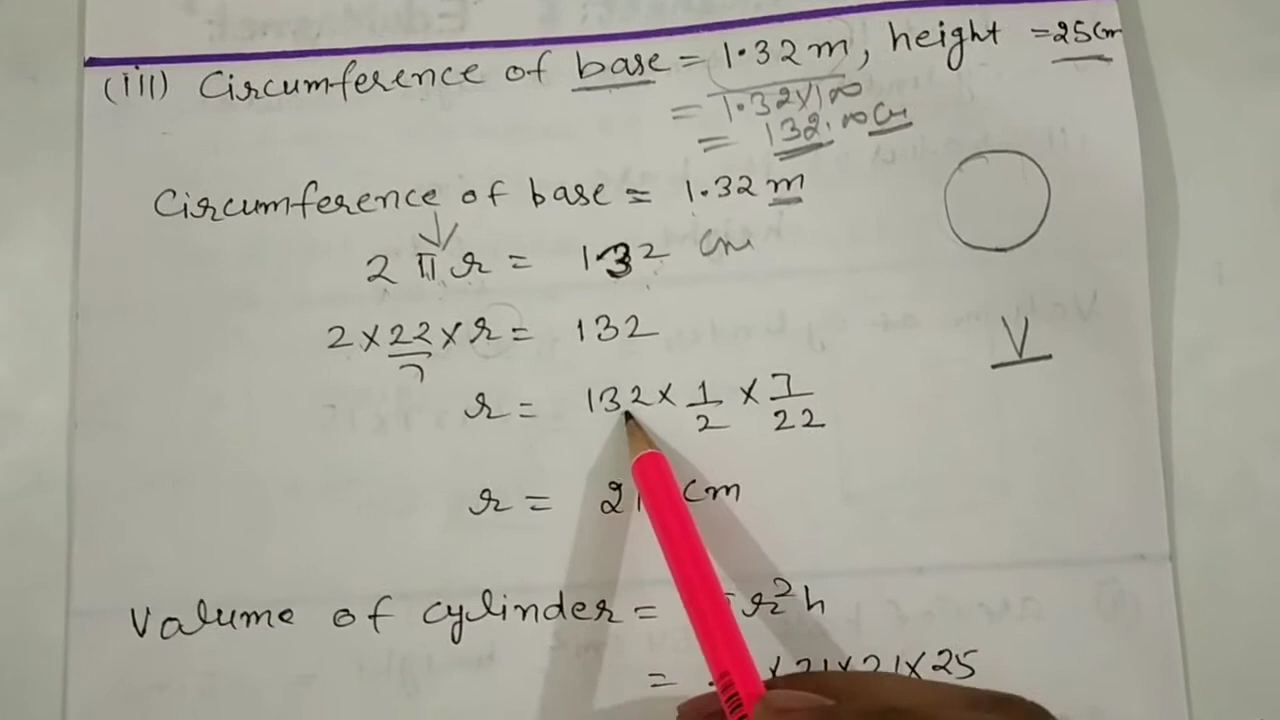 (iii) Circumference of base = 1.32 m, height = 25 cm
= 1.32 x 100
= 132.00 cm
Circumference of base = 1.32 m
2 π r = 132 cm
2 × 22/7 × r = 132
r = 132 × 1/2 × 7/22
r = 21 cm
V
Valume of cylinder = r²h
= × 21 × 21 × 25